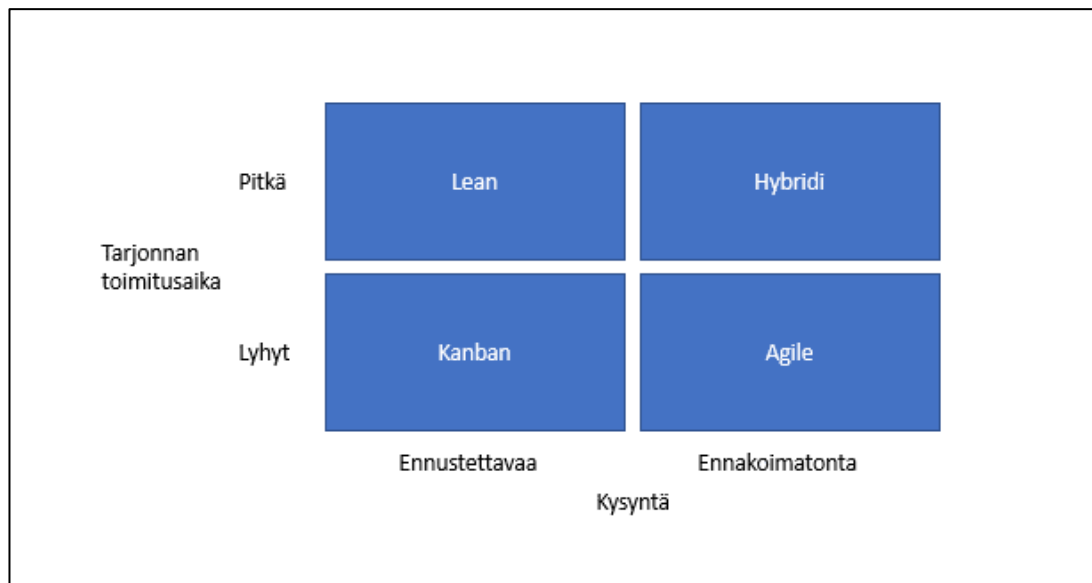 Pitkä
Lean
Hybridi
Tarjonnan
toimitusaika
Lyhyt
Kanban
Agile
Ennustettavaa
Ennakoimatonta
Kysyntä